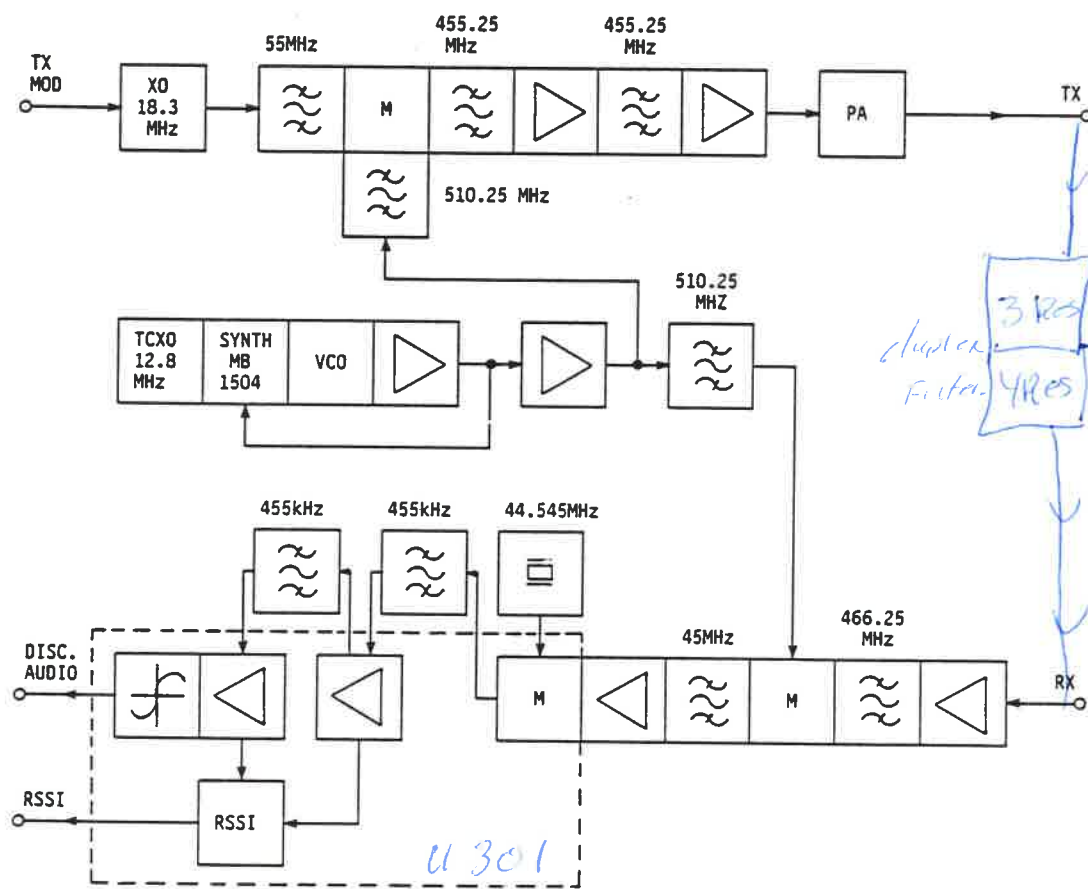 TX
MOD
XO
18.3
MHz
55MHz
M
455.25
MHz
455.25
MHz
PA
TX
510.25 MHz
TCXO
12.8
MHz
SYNTH
MB
1504
VCO
510.25
MHZ
3 Res
duplex
Filter
4 Res
455kHz
455kHz
44.545MHz
45MHz
466.25
MHz
DISC.
AUDIO
M
M
RX
RSSI
RSSI
U 301